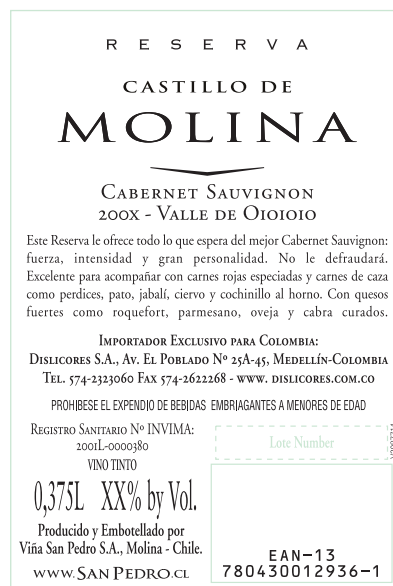 RESERVA
CASTILLO DE
MOLINA
CABERNET SAUVIGNON
200X - VALLE DE OIOIOIO
Este Reserva le ofrece todo lo que espera del mejor Cabernet Sauvignon:
fuerza, intensidad y gran personalidad. No le defraudará.
Excelente para acompañar con carnes rojas especiadas y carnes de caza
como perdices, pato, jabalí, ciervo y cochinillo al horno. Con quesos
fuertes como roquefort, parmesano, oveja y cabra curados.
IMPORTADOR EXCLUSIVO PARA COLOMBIA:
DISLICORES S.A., AV. EL POBLADO Nº 25A-45, MEDELLÍN-COLOMBIA
TEL. 574-2323060 FAX 574-2622268 - WWW. DISLICORES.COM.CO
PROHIBESE EL EXPENDIO DE BEBIDAS EMBRIAGANTES A MENORES DE EDAD
REGISTRO SANITARIO Nº INVIMA:
2001L-0000380
VINO TINTO
0,375L XX% by Vol.
Producido y Embotellado por
Viña San Pedro S.A., Molina - Chile.
WWW.SAN PEDRO.CL
Lote Number
EAN-13
780430012936-1